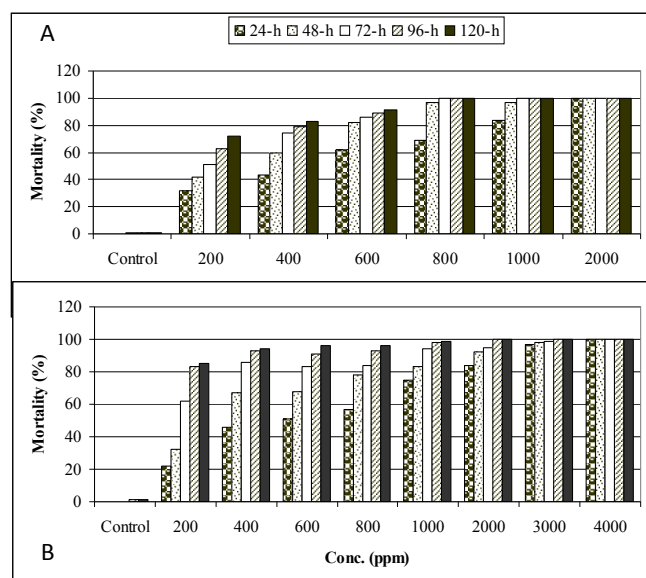 A
24-h 48-h 72-h 96-h 120-h
120
100
80
60
40
20
0
Mortality (%)
Control 200 400 600 800 1000 2000
120
100
80
60
40
20
0
Mortality (%)
Control 200 400 600 800 1000 2000 3000 4000
B
Conc. (ppm)